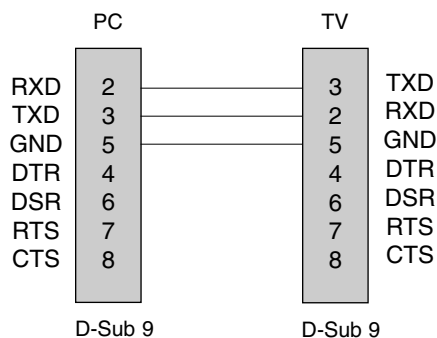 PC TV
RXD 2 3 TXD
TXD 3 2 RXD
GND 5 5 GND
DTR 4 4 DTR
DSR 6 6 DSR
RTS 7 7 RTS
CTS 8 8 CTS
D-Sub 9 D-Sub 9